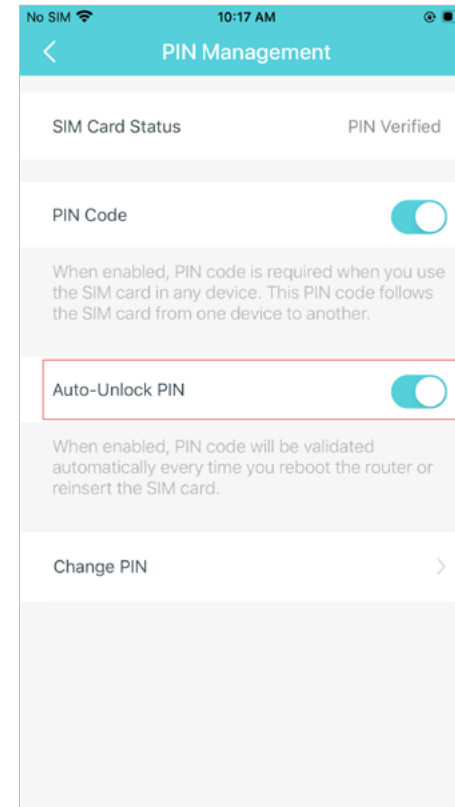 No SIM 10:17 AM
PIN Management
SIM Card Status PIN Verified
PIN Code
When enabled, PIN code is required when you use
the SIM card in any device. This PIN code follows
the SIM card from one device to another.
Auto-Unlock PIN
When enabled, PIN code will be validated
automatically every time you reboot the router or
reinsert the SIM card.
Change PIN